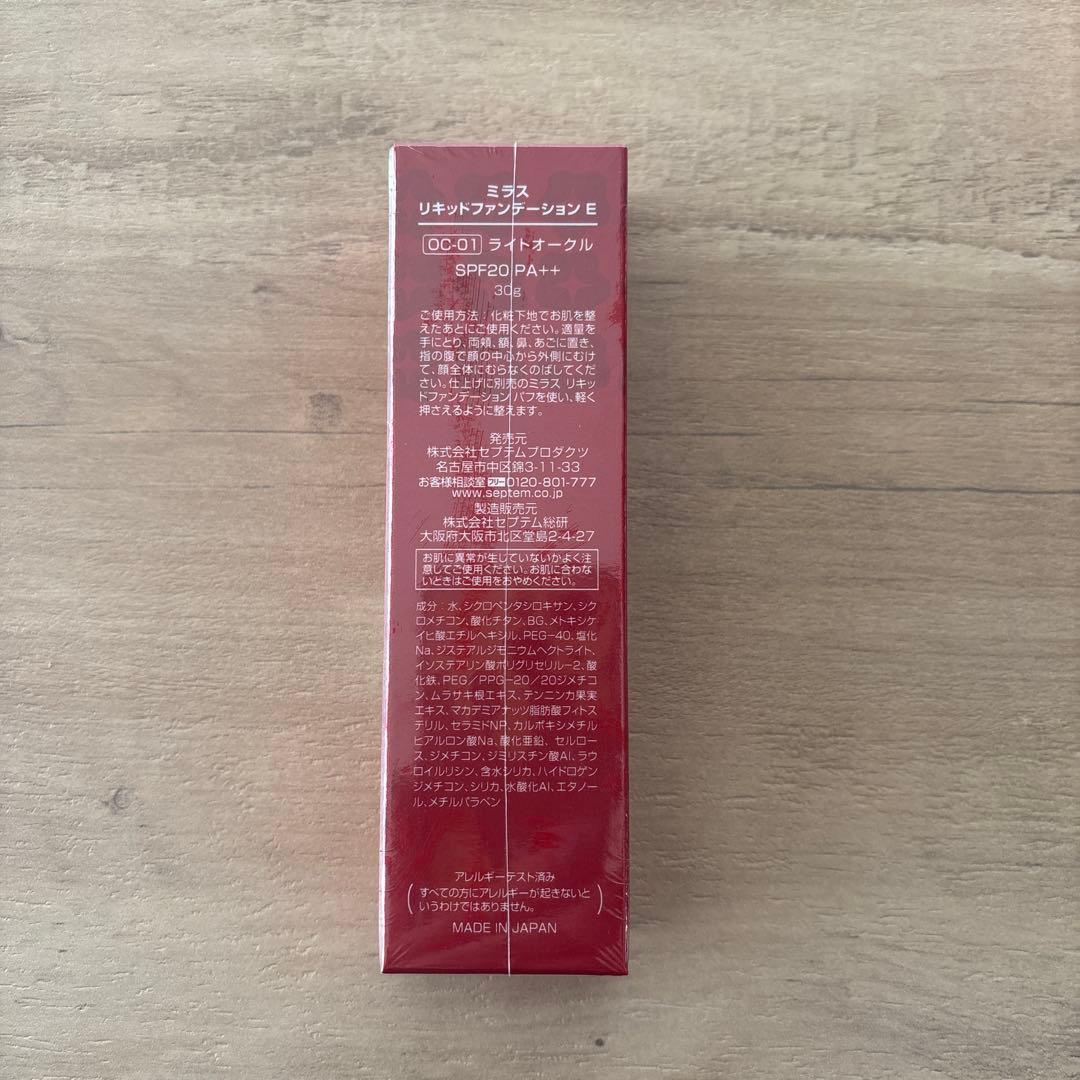 ミラス
リキッドファンデーション E
OC-01 ライトオークル
SPF20 PA++
30g
ご使用方法：化粧下地でお肌を整
えたあとにご使用ください。適量を
手にとり、両頬、額、鼻、あごに置き、
指の腹で顔の中心から外側にむけ
て、顔全体にむらなくのばしてくだ
さい。仕上げに別売のミラス リキッ
ドファンデーション パフを使い、軽く
押さえるように整えます。
発売元
株式会社セプテムプロダクツ
名古屋市中区錦3-11-33
お客様相談室 フリー 0120-801-777
www.septem.co.jp
製造販売元
株式会社セプテム総研
大阪府大阪市北区堂島2-4-27
お肌に異常が生じていないかよく注
意してご使用ください。お肌に合わな
いときはご使用をおやめください。
成分：水、シクロペンタシロキサン、シク
ロメチコン、酸化チタン、BG、メトキシケ
イヒ酸エチルヘキシル、PEG-40、塩化
Na、ジステアルジモニウムヘクトライト、
イソステアリン酸ポリグリセリル-2、酸
化鉄、PEG／PPG-20／20ジメチコ
ン、ムラサキ根エキス、テンニンカ果実
エキス、マカデミアナッツ脂肪酸フィトス
テリル、セラミドNP、カルボキシメチル
ヒアルロン酸Na、酸化亜鉛、セルロー
ス、ジメチコン、ジミリスチン酸Al、ラウ
ロイルリシン、含水シリカ、ハイドロゲン
ジメチコン、シリカ、水酸化Al、エタノー
ル、メチルパラベン
アレルギーテスト済み
（すべての方にアレルギーが起きないと
いうわけではありません。）
MADE IN JAPAN